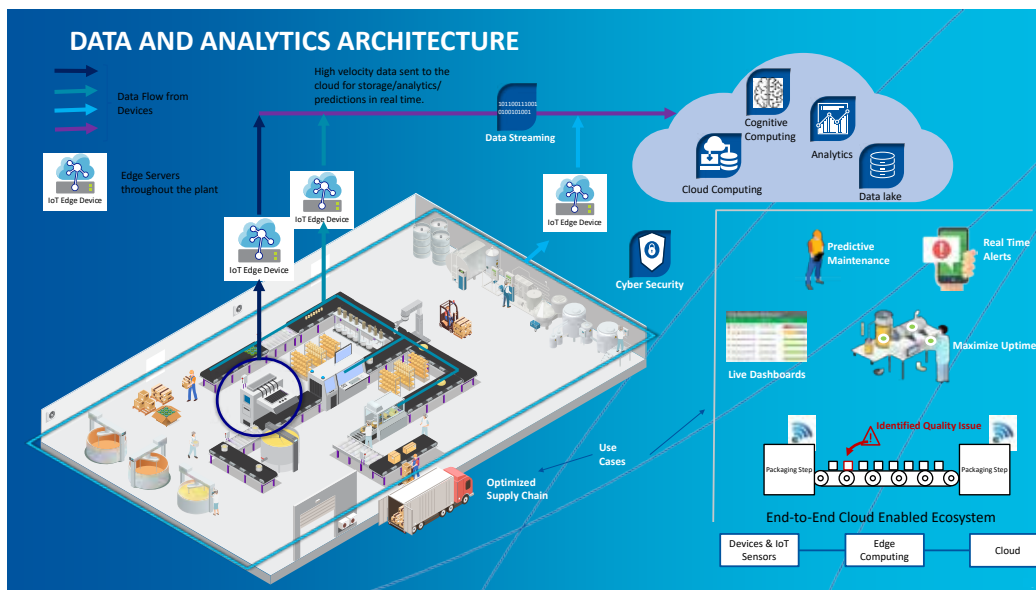 DATA AND ANALYTICS ARCHITECTURE
Data Flow from
Devices
High velocity data sent to the
cloud for storage/analytics/
predictions in real time.
101100111001
0100101001
Data Streaming
Cognitive
Computing
Analytics
Cloud Computing
Data lake
IoT Edge Device
Edge Servers
throughout the plant
IoT Edge Device
IoT Edge Device
IoT Edge Device
Cyber Security
Predictive
Maintenance
Real Time
Alerts
Live Dashboards
Maximize Uptime
Identified Quality Issue
Packaging Step
Packaging Step
Use
Cases
Optimized
Supply Chain
End-to-End Cloud Enabled Ecosystem
Devices & IoT
Sensors
Edge
Computing
Cloud